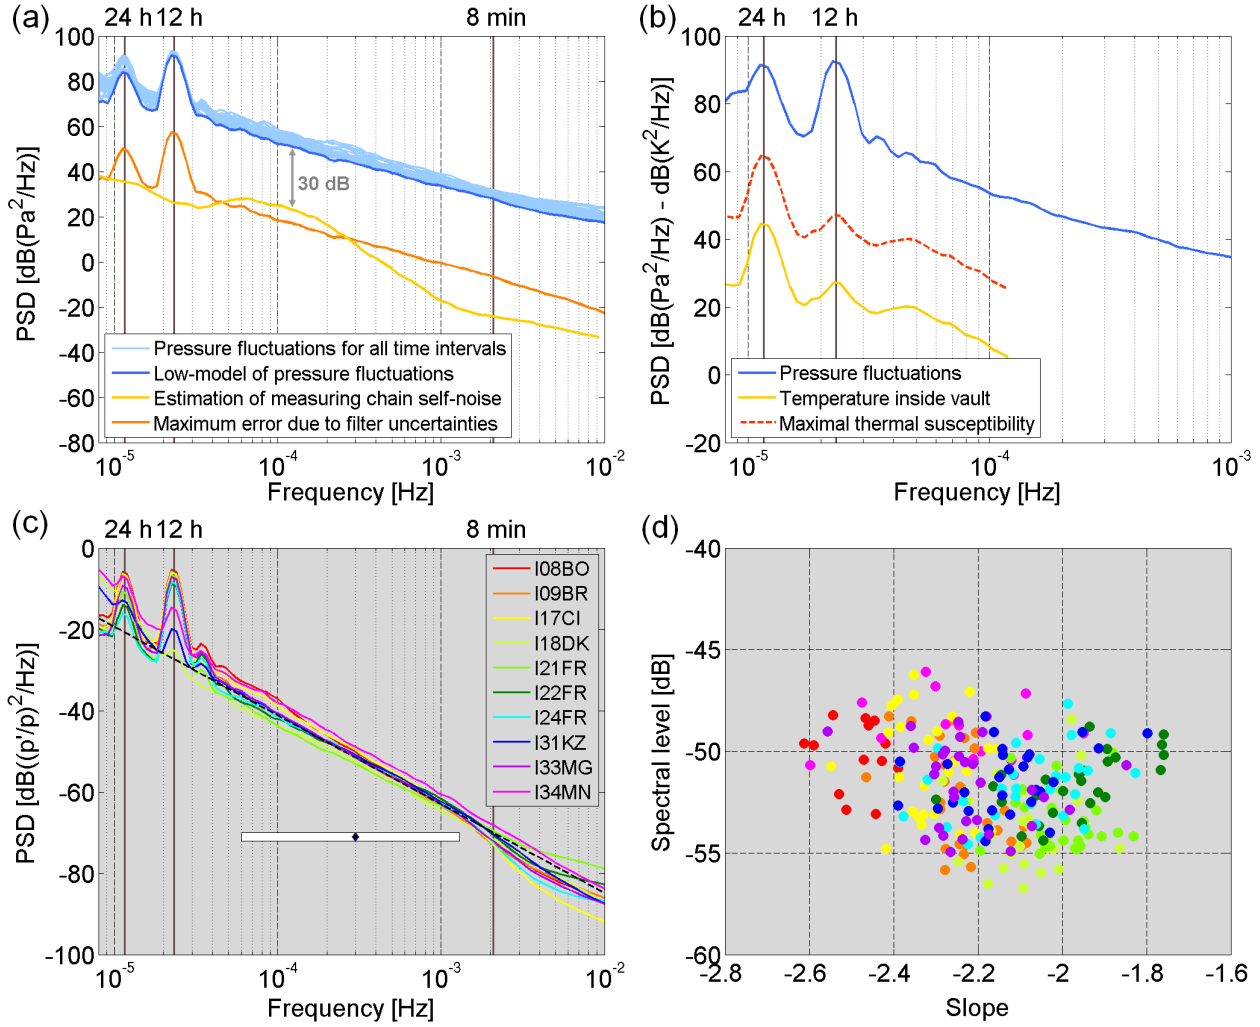 (a)
24 h 12 h 8 min
PSD [dB(Pa²/Hz)]
100
80
60
40
20
0
-20
-40
-60
-80
30 dB
Pressure fluctuations for all time intervals
Low-model of pressure fluctuations
Estimation of measuring chain self-noise
Maximum error due to filter uncertainties
10⁻⁵ 10⁻⁴ 10⁻³ 10⁻²
Frequency [Hz]
(b)
24 h 12 h
PSD [dB(Pa²/Hz) - dB(K²/Hz)]
100
80
60
40
20
0
-20
Pressure fluctuations
Temperature inside vault
Maximal thermal susceptibility
10⁻⁵ 10⁻⁴ 10⁻³
Frequency [Hz]
(c)
24 h 12 h 8 min
PSD [dB((p'/p)²/Hz)]
0
-20
-40
-60
-80
-100
I08BO
I09BR
I17CI
I18DK
I21FR
I22FR
I24FR
I31KZ
I33MG
I34MN
10⁻⁵ 10⁻⁴ 10⁻³ 10⁻²
Frequency [Hz]
(d)
Spectral level [dB]
-40
-45
-50
-55
-60
-2.8 -2.6 -2.4 -2.2 -2 -1.8 -1.6
Slope